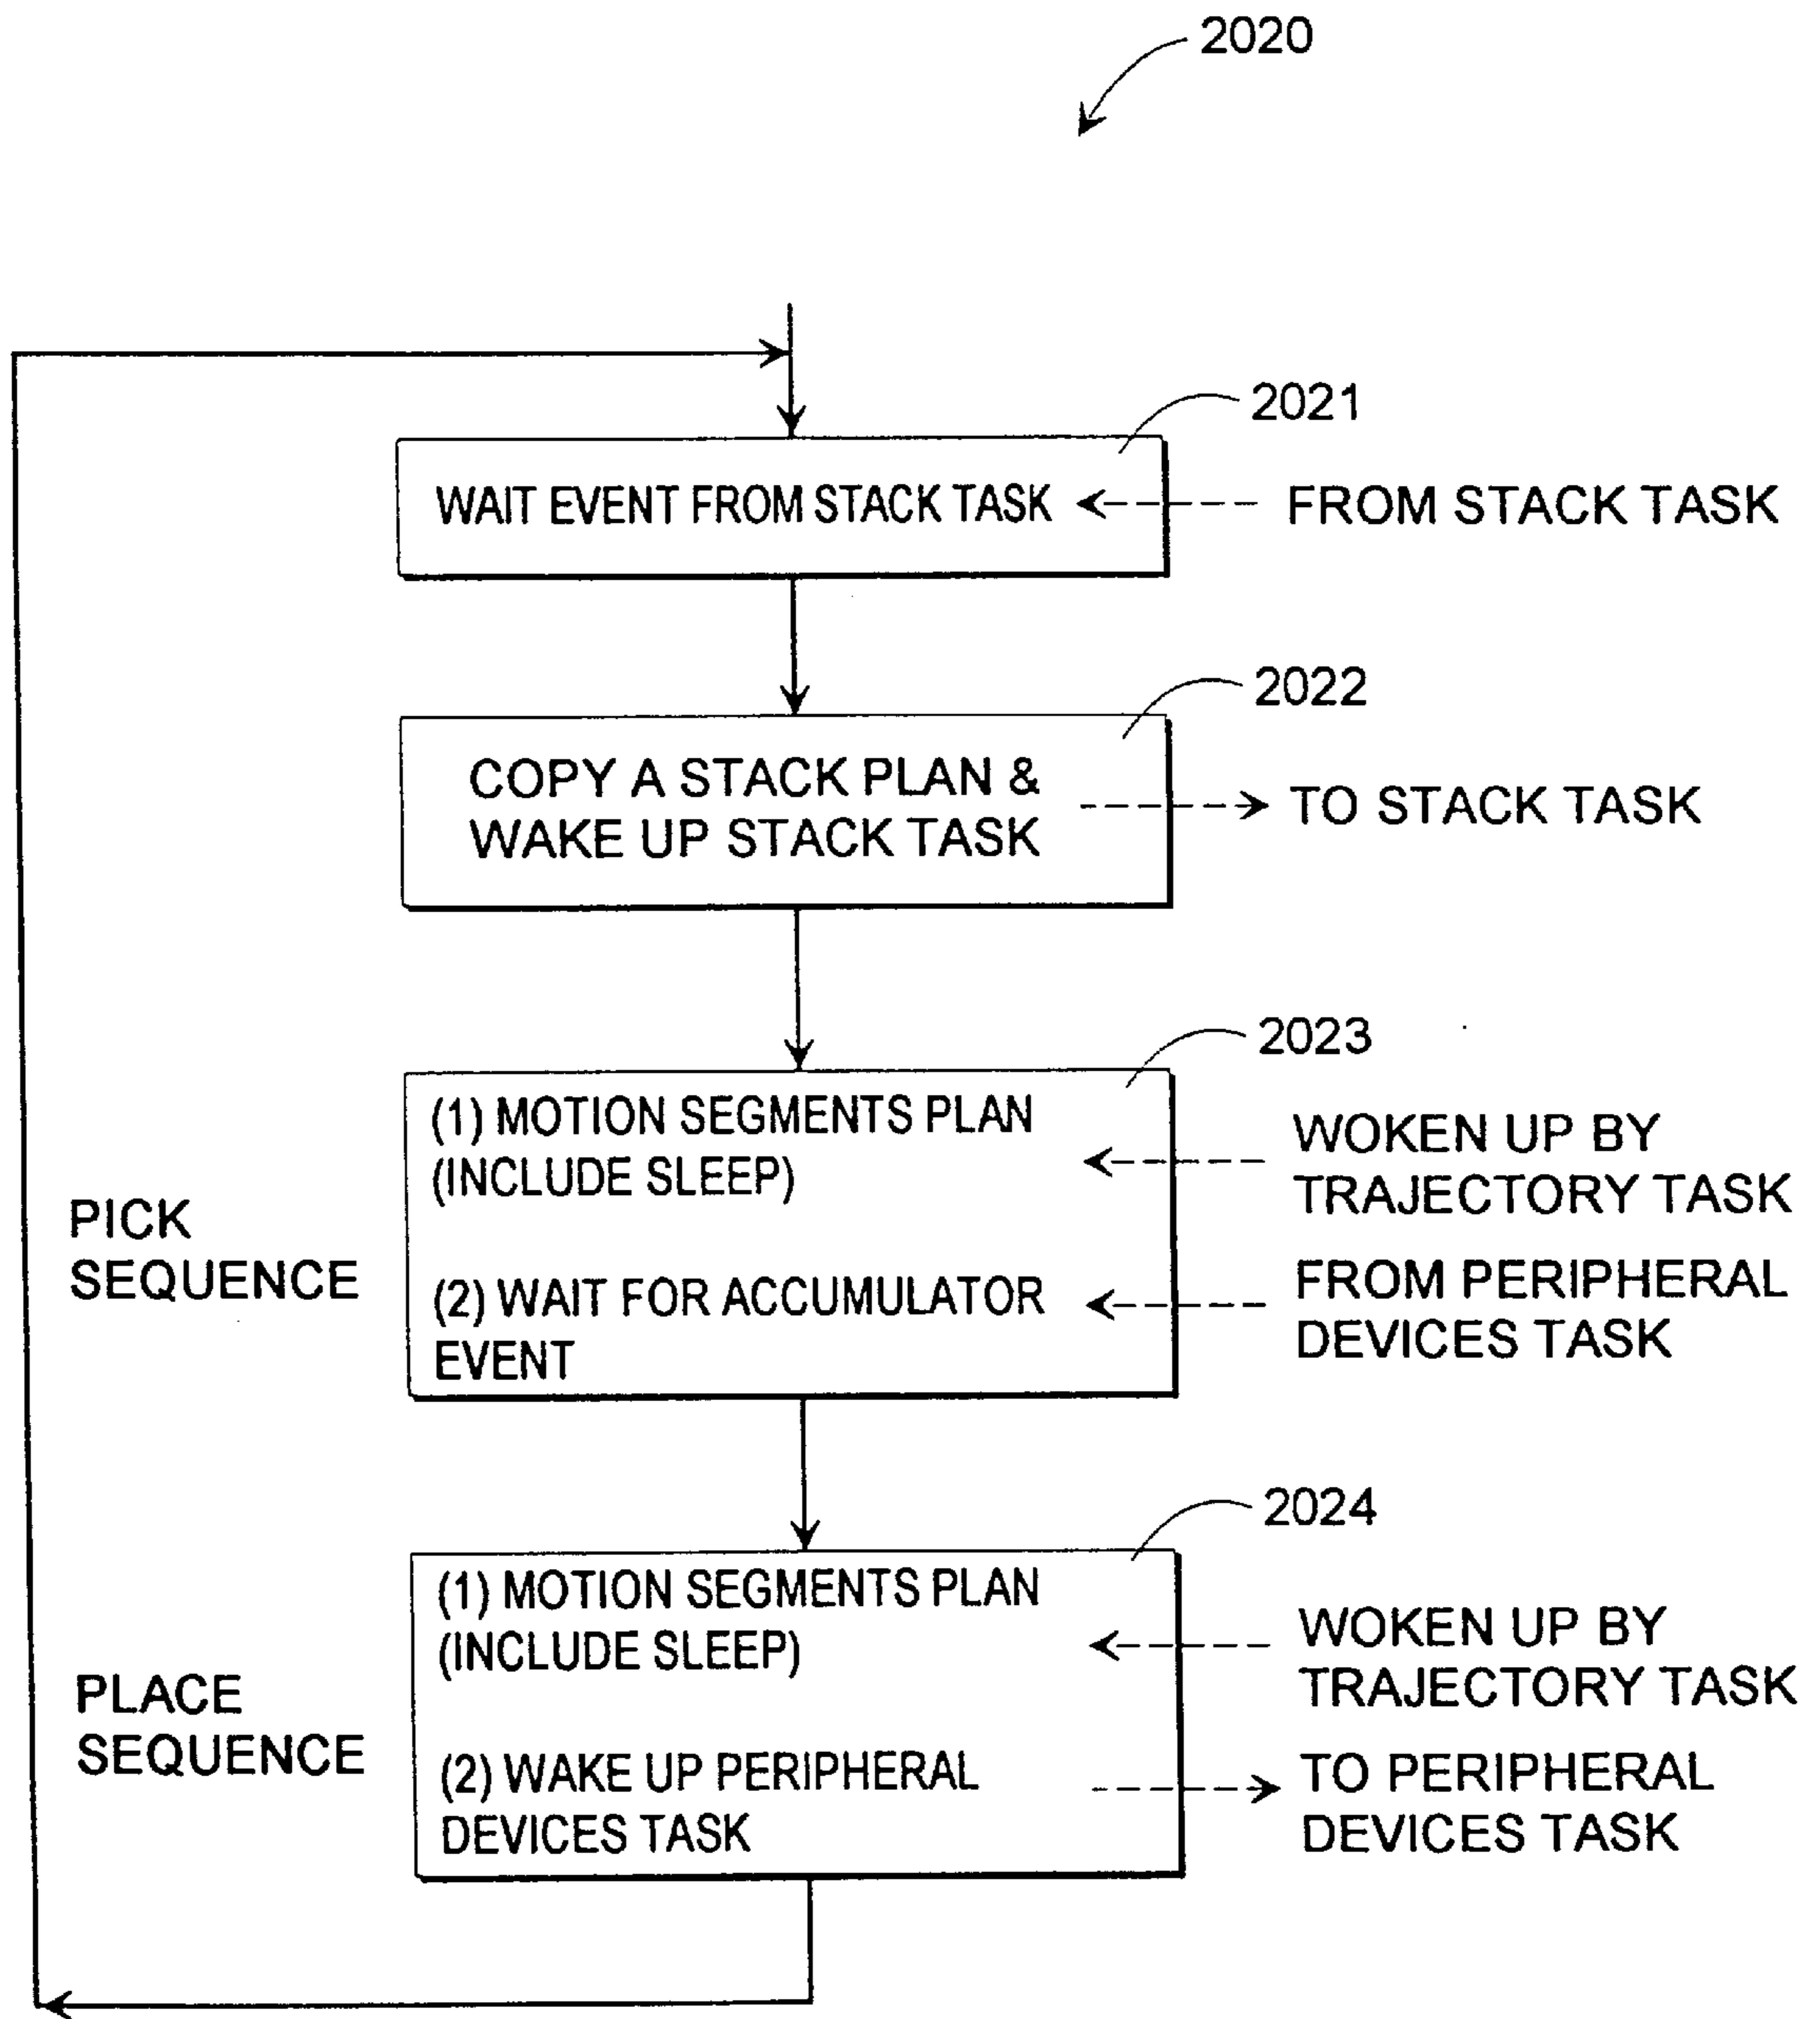 2020
2021
WAIT EVENT FROM STACK TASK
FROM STACK TASK
2022
COPY A STACK PLAN &
WAKE UP STACK TASK
TO STACK TASK
2023
PICK
SEQUENCE
(1) MOTION SEGMENTS PLAN
(INCLUDE SLEEP)
(2) WAIT FOR ACCUMULATOR
EVENT
WOKEN UP BY
TRAJECTORY TASK
FROM PERIPHERAL
DEVICES TASK
2024
PLACE
SEQUENCE
(1) MOTION SEGMENTS PLAN
(INCLUDE SLEEP)
(2) WAKE UP PERIPHERAL
DEVICES TASK
WOKEN UP BY
TRAJECTORY TASK
TO PERIPHERAL
DEVICES TASK